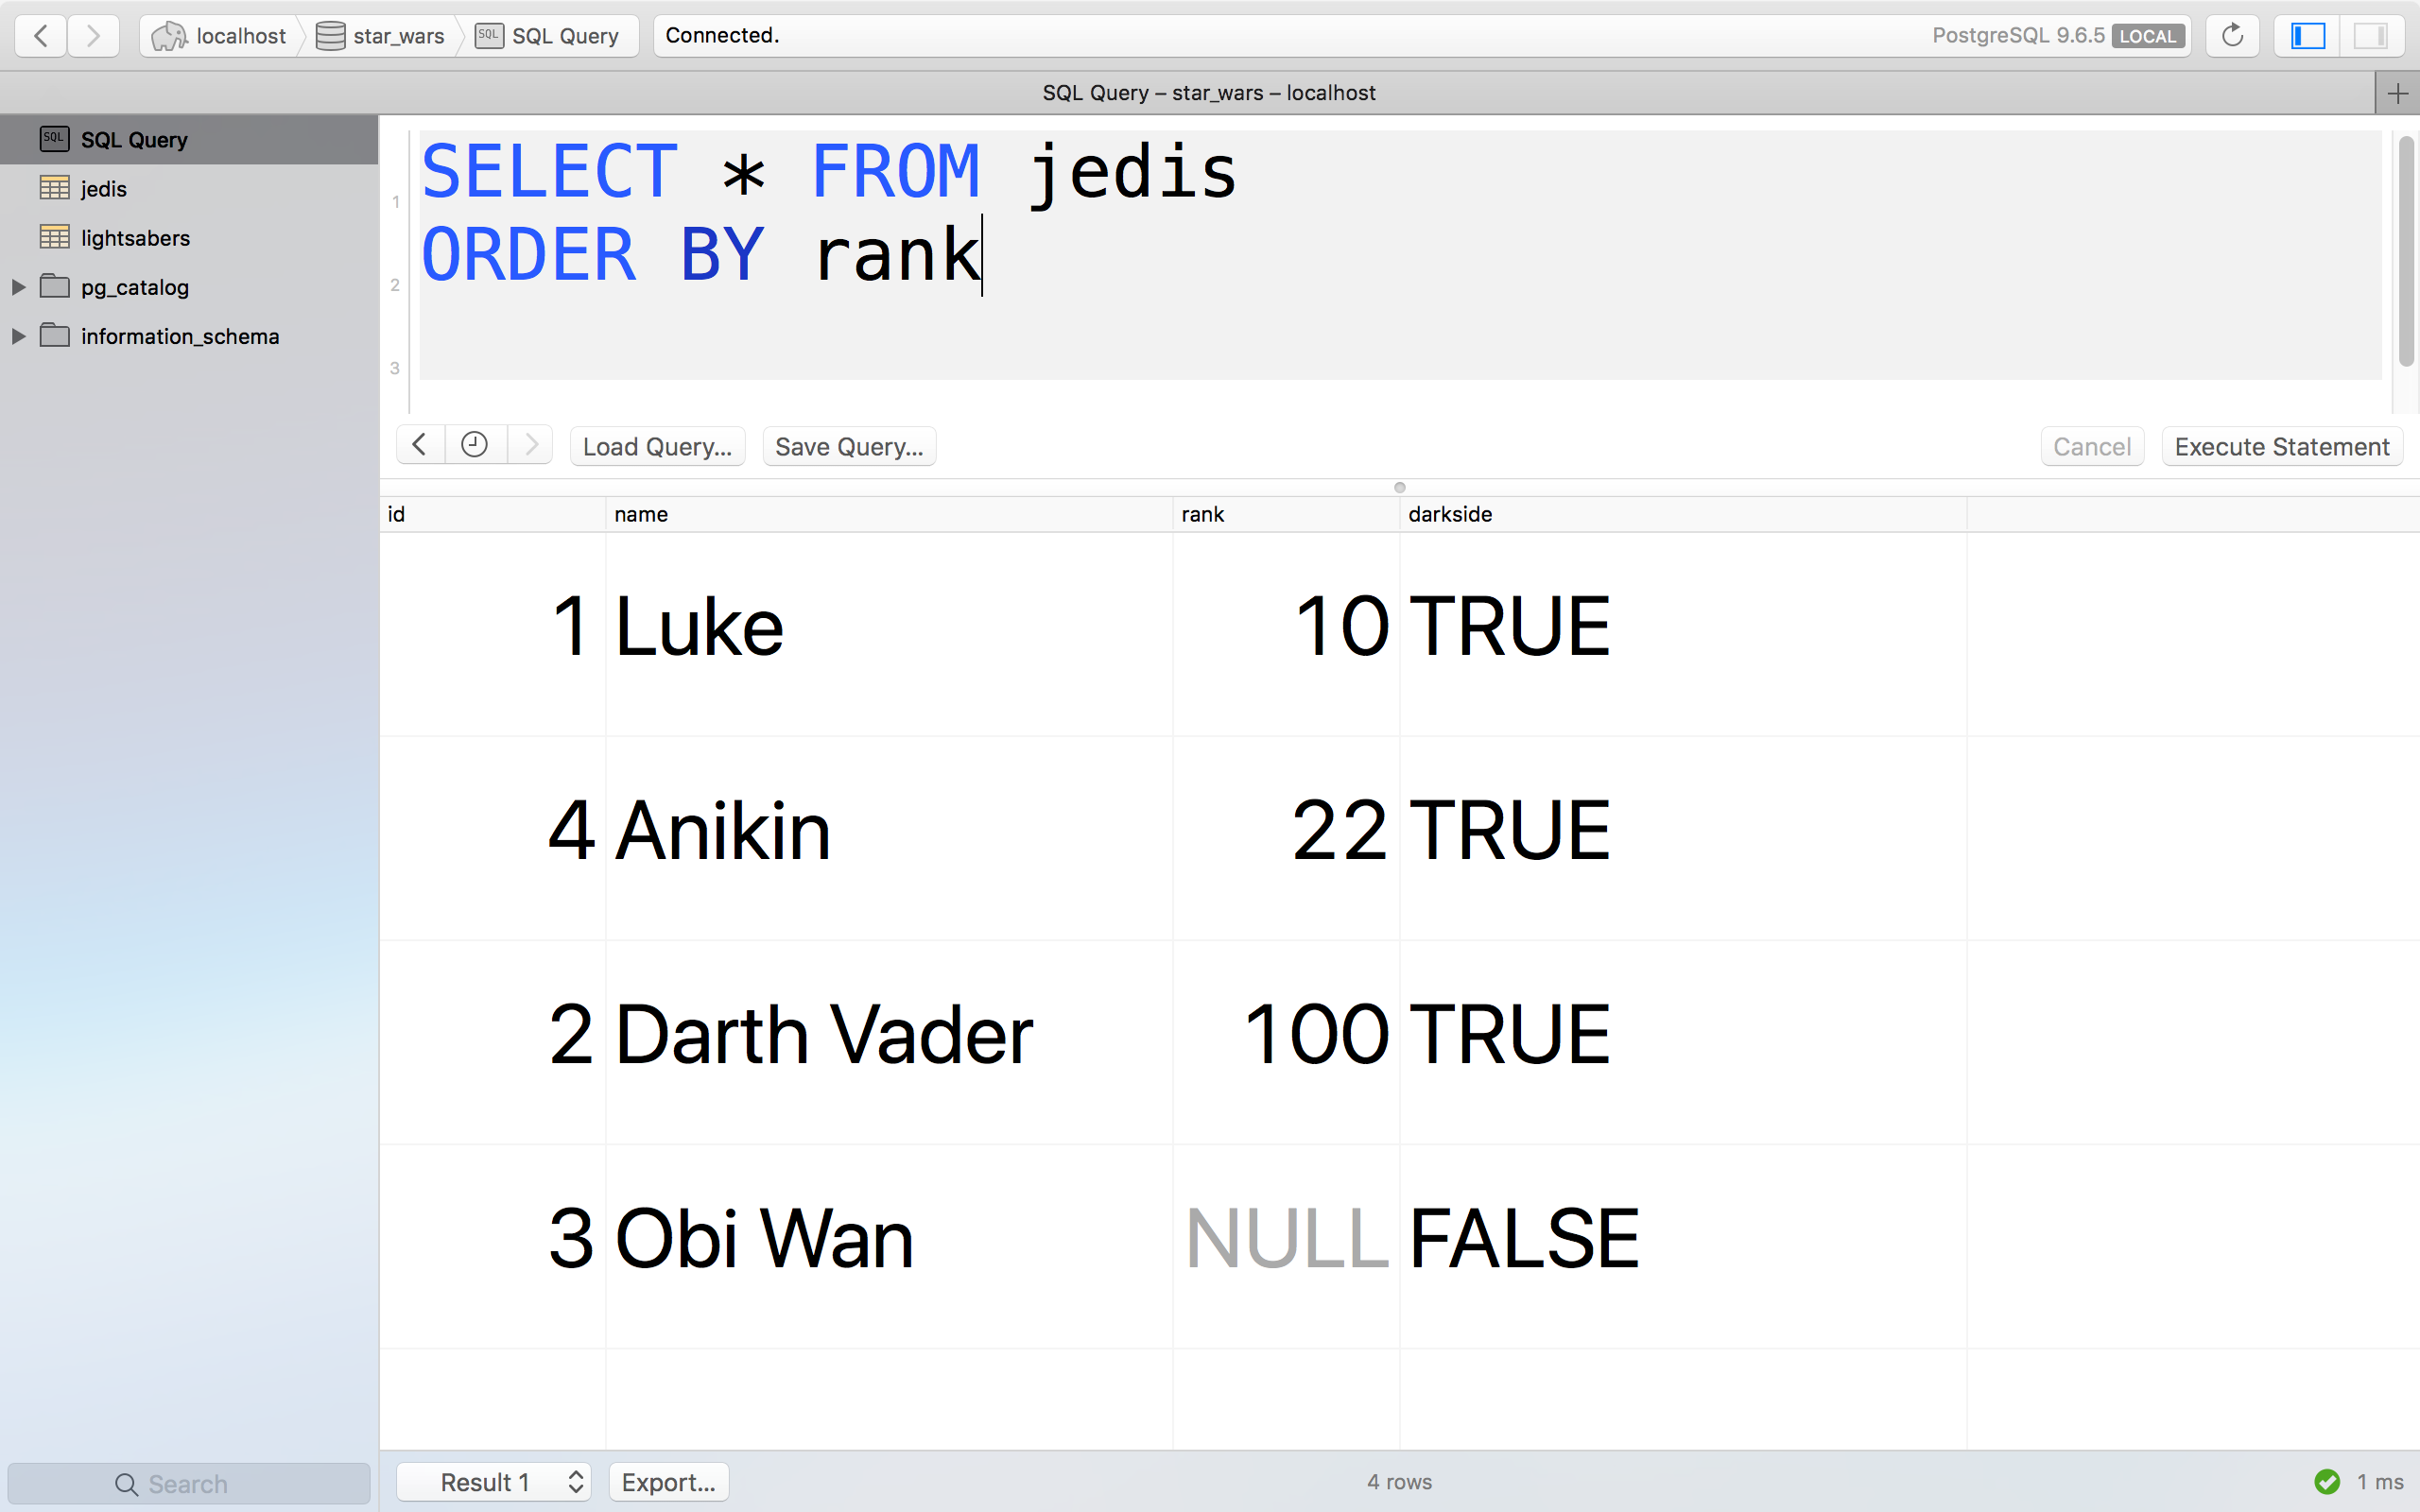 localhost star_wars SQL SQL Query Connected. PostgreSQL 9.6.5 LOCAL
SQL Query – star_wars – localhost
SQL SQL Query
jedis
lightsabers
pg_catalog
information_schema
1 SELECT * FROM jedis
2 ORDER BY rank
3
Load Query... Save Query... Cancel Execute Statement
id name rank darkside
1 Luke 10 TRUE
4 Anikin 22 TRUE
2 Darth Vader 100 TRUE
3 Obi Wan NULL FALSE
Search Result 1 Export... 4 rows 1 ms